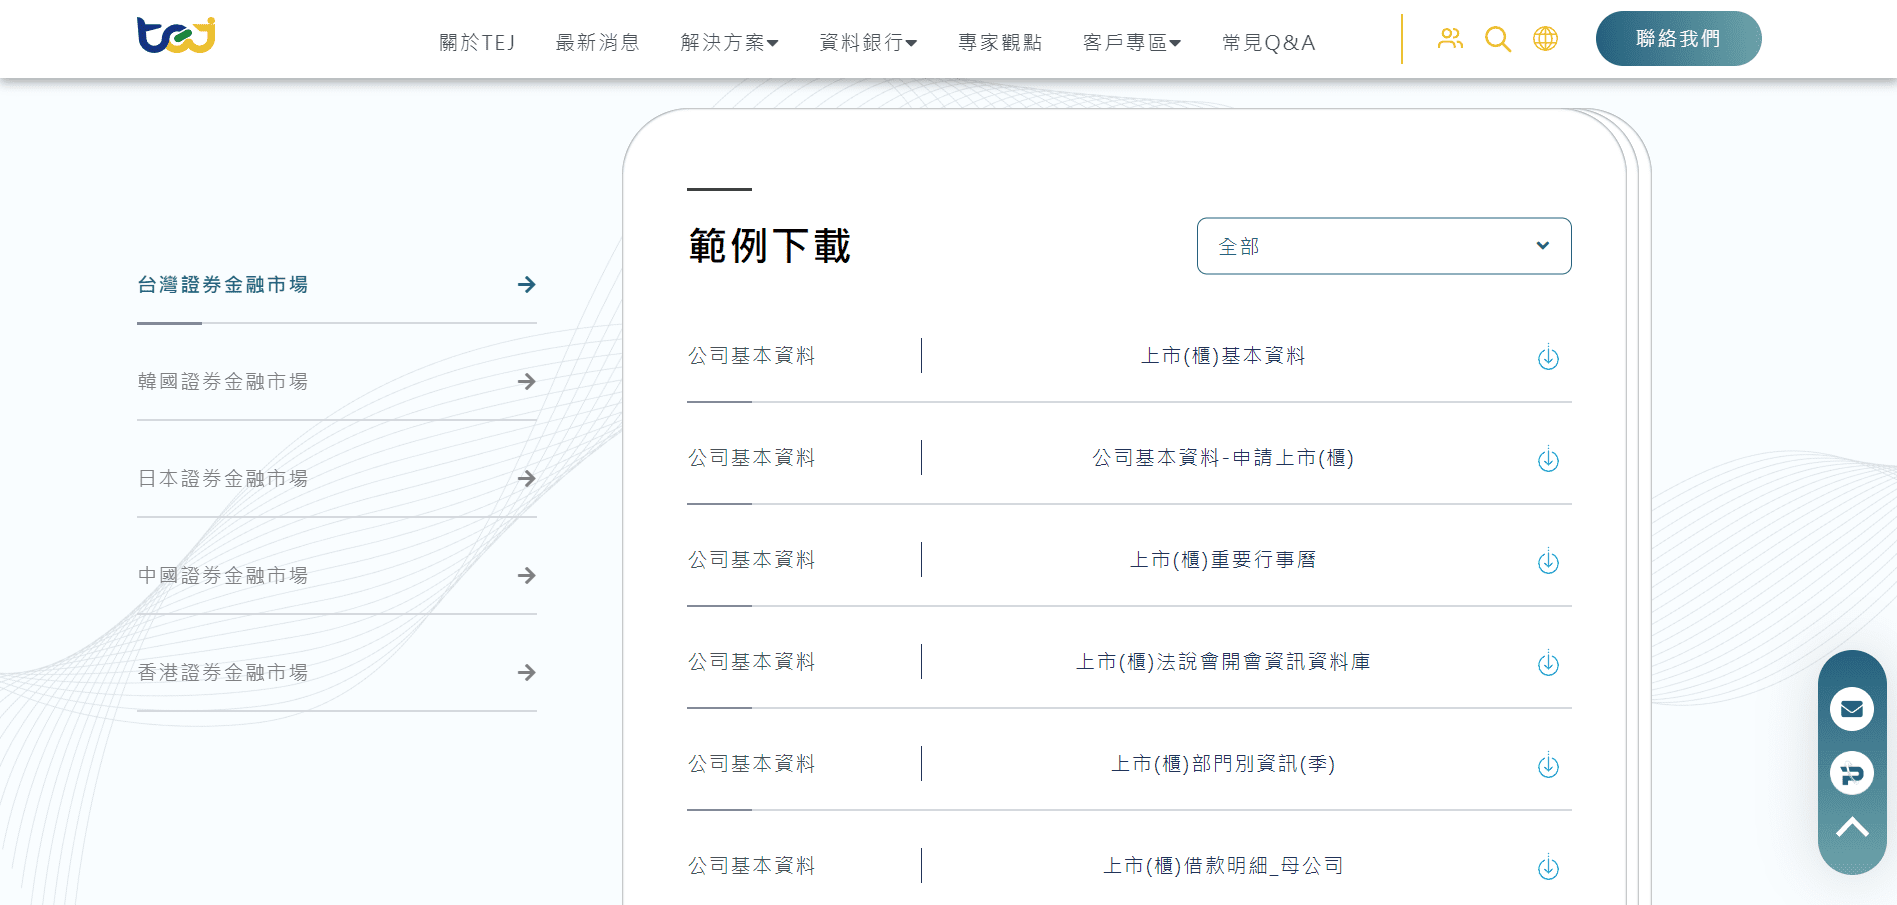 TEJ
關於TEJ
最新消息
解決方案
資料銀行
專家觀點
客戶專區
常見Q&A
聯絡我們
台灣證券金融市場
韓國證券金融市場
日本證券金融市場
中國證券金融市場
香港證券金融市場
範例下載
全部
公司基本資料
上市(櫃)基本資料
公司基本資料
公司基本資料-申請上市(櫃)
公司基本資料
上市(櫃)重要行事曆
公司基本資料
上市(櫃)法說會開會資訊資料庫
公司基本資料
上市(櫃)部門別資訊(季)
公司基本資料
上市(櫃)借款明細_母公司